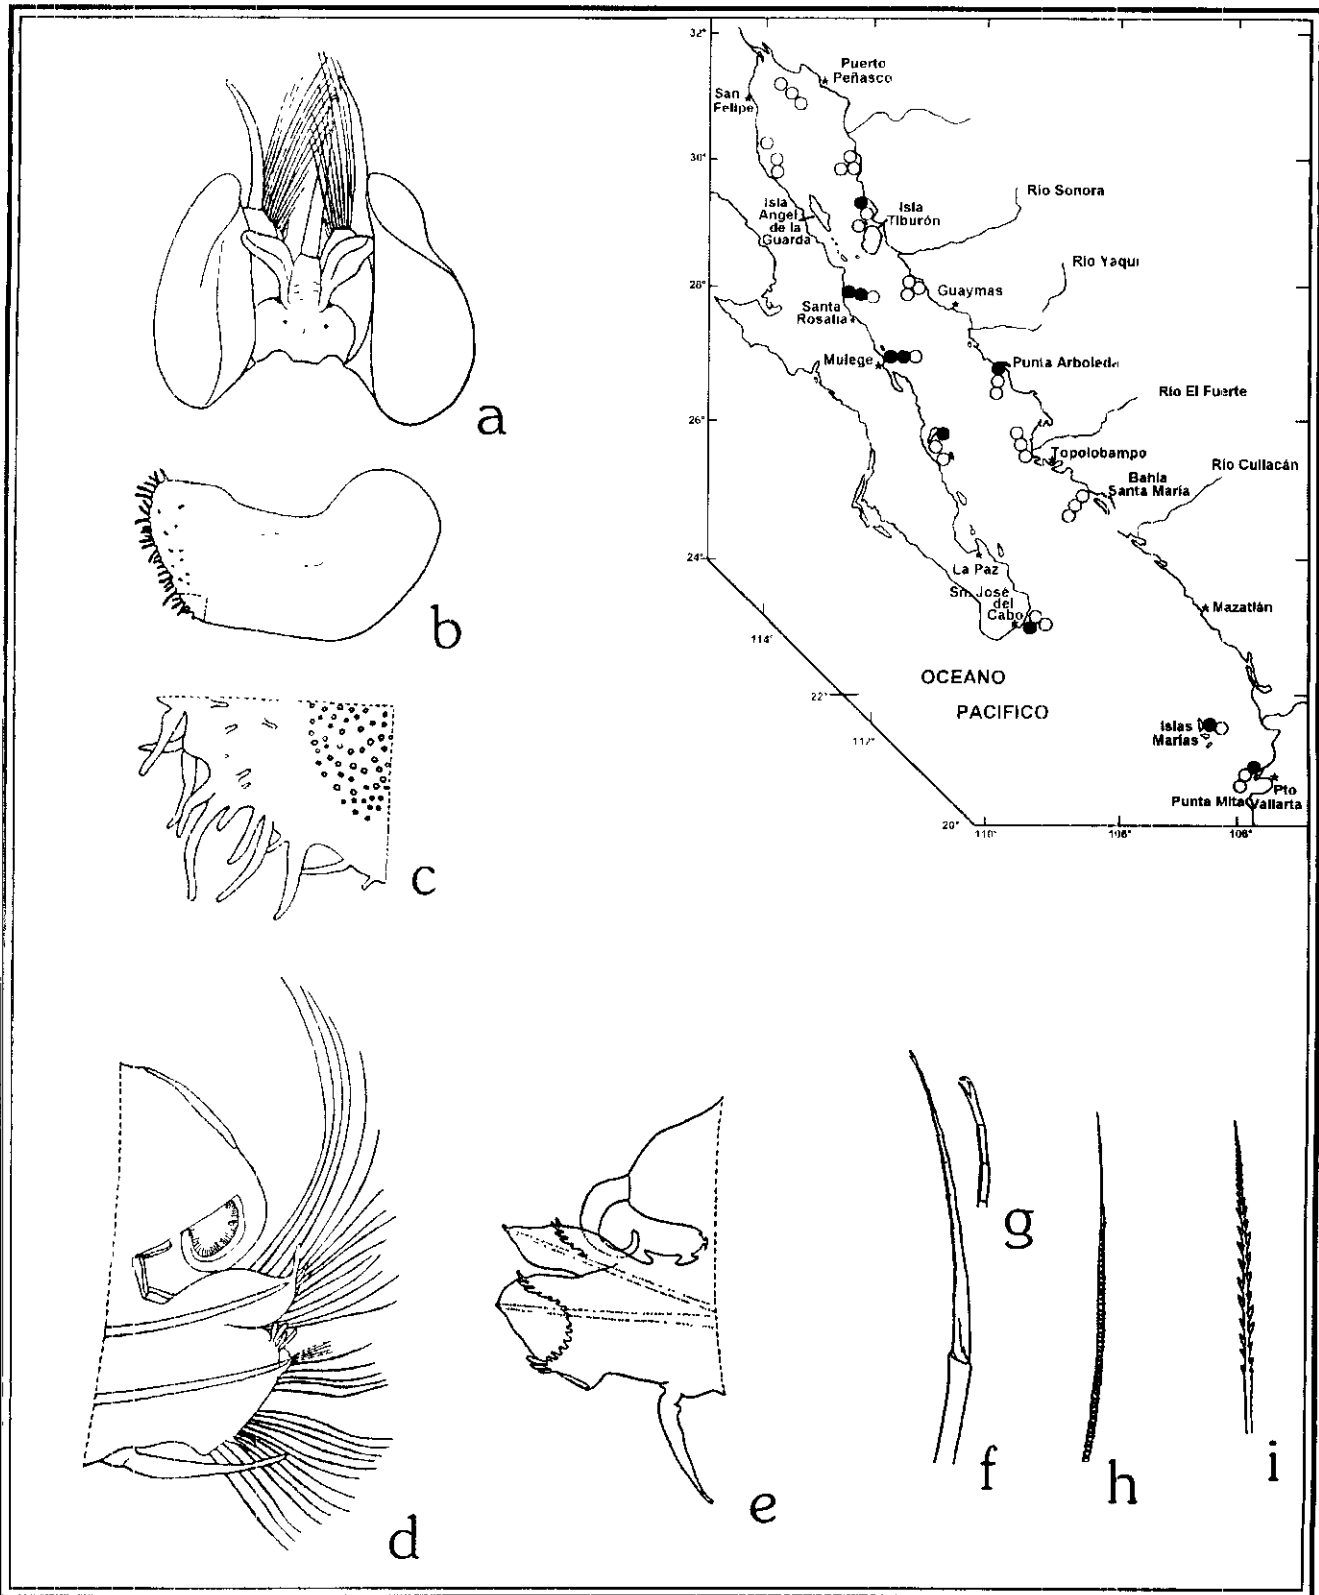 32°
Puerto
Peñasco
San
Felipe
30°
Isla
Angel
de la
Guarda
Isla
Tiburón
Río Sonora
Río Yaqui
28°
Santa
Rosalía
Guaymas
Mulege
Punta Arboleda
Río El Fuerte
26°
Topolobampo
Bahía
Santa María
Río Culiacán
24°
La Paz
Sn. José
del
Cabo
Mazatlán
114°
OCEANO
PACIFICO
22°
112°
Islas
Marías
Punta Mita
Pto
Vallarta
20°
110°
108°
106°
a
b
c
d
e
f
g
h
i